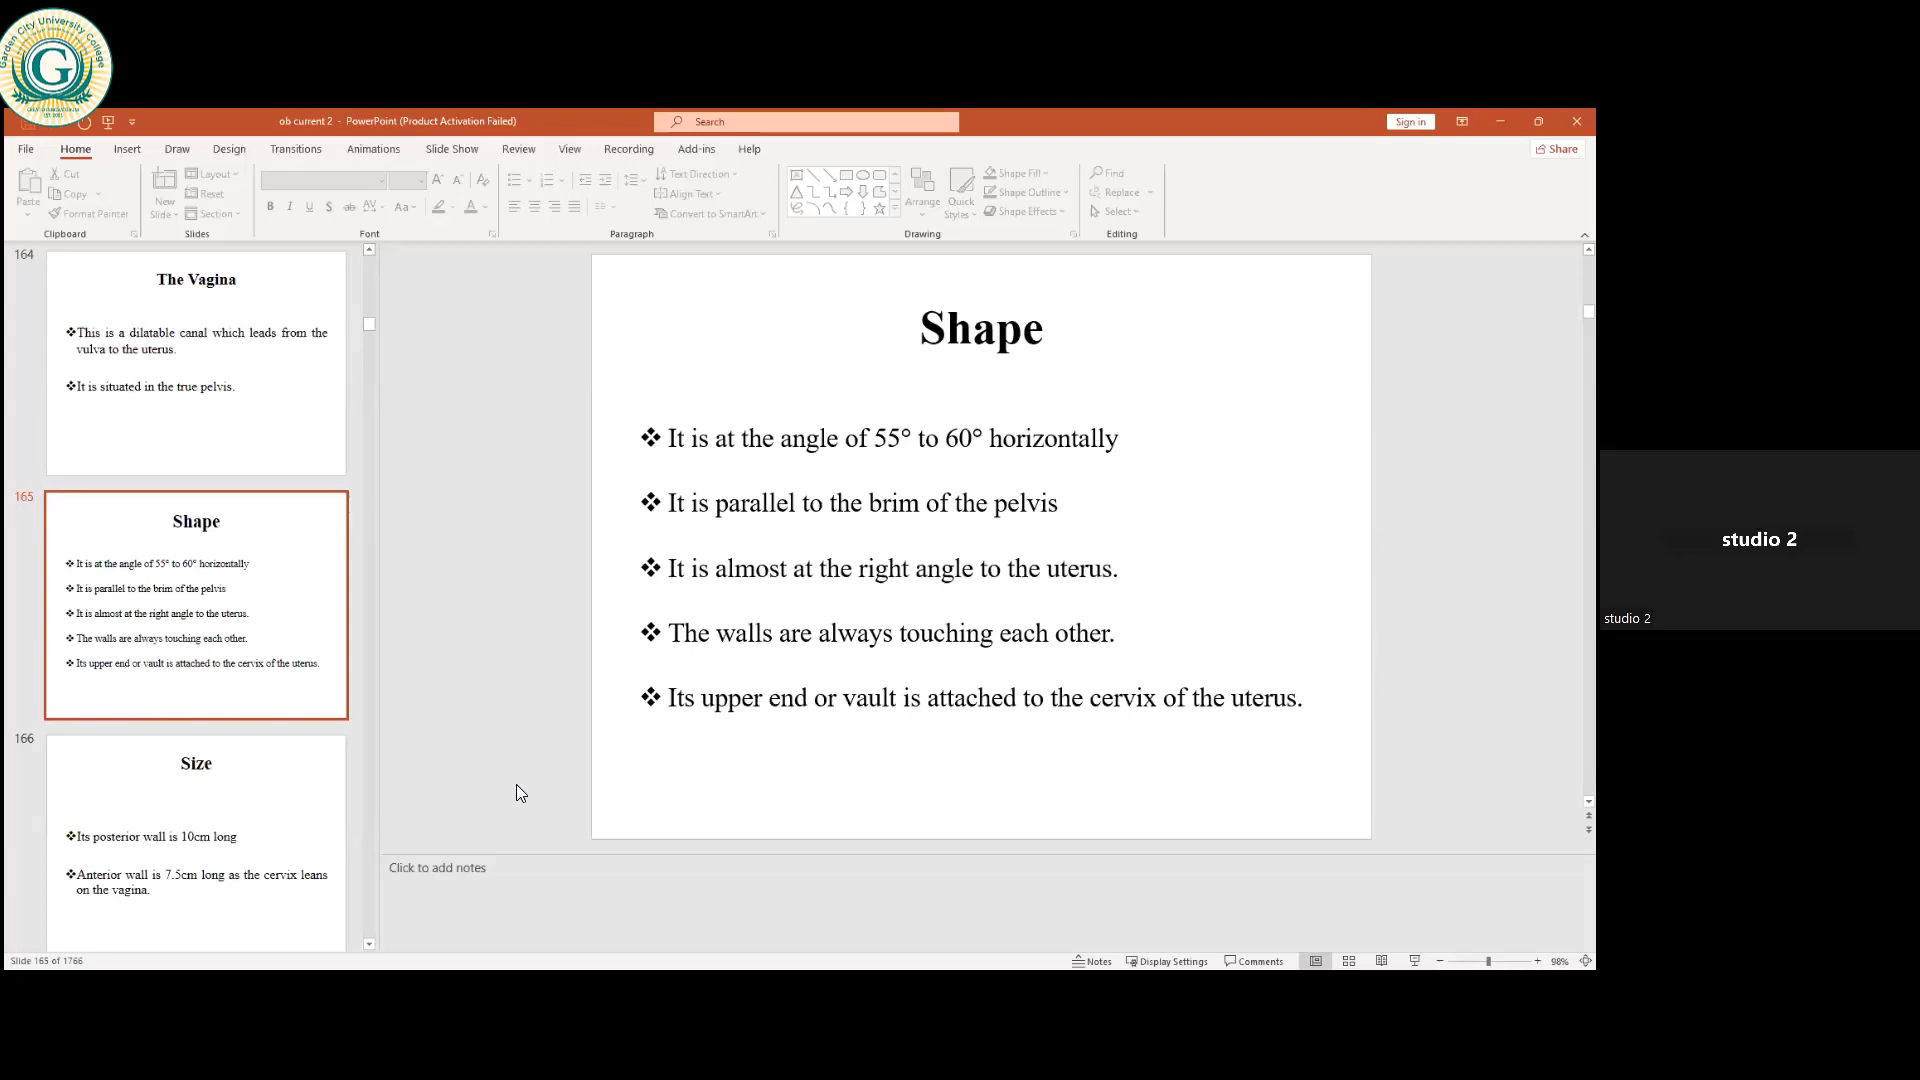 Garden City University College
G
ob current 2 - PowerPoint (Product Activation Failed)
Search
Sign in
File Home Insert Draw Design Transitions Animations Slide Show Review View Recording Add-ins Help
Share
Paste
Cut
Copy
Format Painter
Clipboard
New Slide
Layout
Reset
Section
Slides
B I U S ab AV Aa A
Font
Text Direction
Align Text
Convert to SmartArt
Paragraph
Arrange
Quick Styles
Shape Fill
Shape Outline
Shape Effects
Drawing
Find
Replace
Select
Editing
164
The Vagina
❖This is a dilatable canal which leads from the
vulva to the uterus.
❖It is situated in the true pelvis.
165
Shape
❖ It is at the angle of 55° to 60° horizontally
❖ It is parallel to the brim of the pelvis
❖ It is almost at the right angle to the uterus.
❖ The walls are always touching each other.
❖ Its upper end or vault is attached to the cervix of the uterus.
166
Size
❖Its posterior wall is 10cm long
❖Anterior wall is 7.5cm long as the cervix leans
on the vagina.
Shape
❖ It is at the angle of 55° to 60° horizontally
❖ It is parallel to the brim of the pelvis
❖ It is almost at the right angle to the uterus.
❖ The walls are always touching each other.
❖ Its upper end or vault is attached to the cervix of the uterus.
Click to add notes
Slide 165 of 1766
Notes Display Settings Comments 98%
studio 2
studio 2